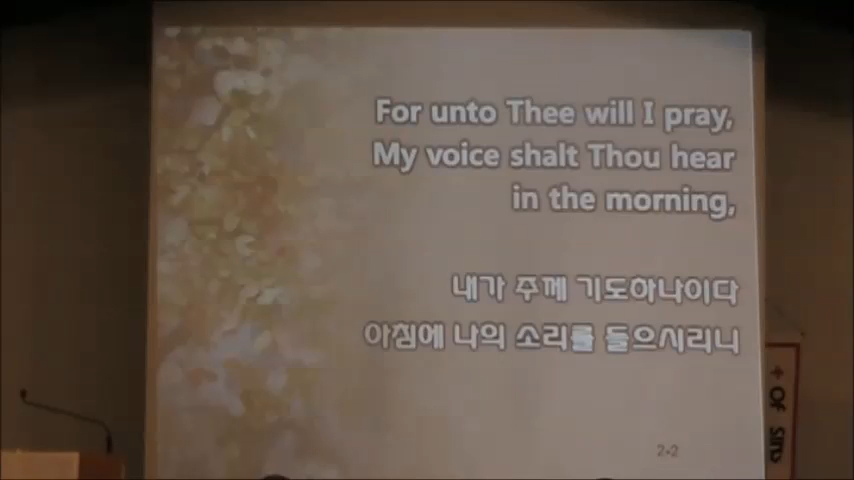 For unto Thee will I pray,
My voice shalt Thou hear
in the morning,
내가 주께 기도하나이다
아침에 나의 소리를 들으시리니
2-2
+ OF SIN